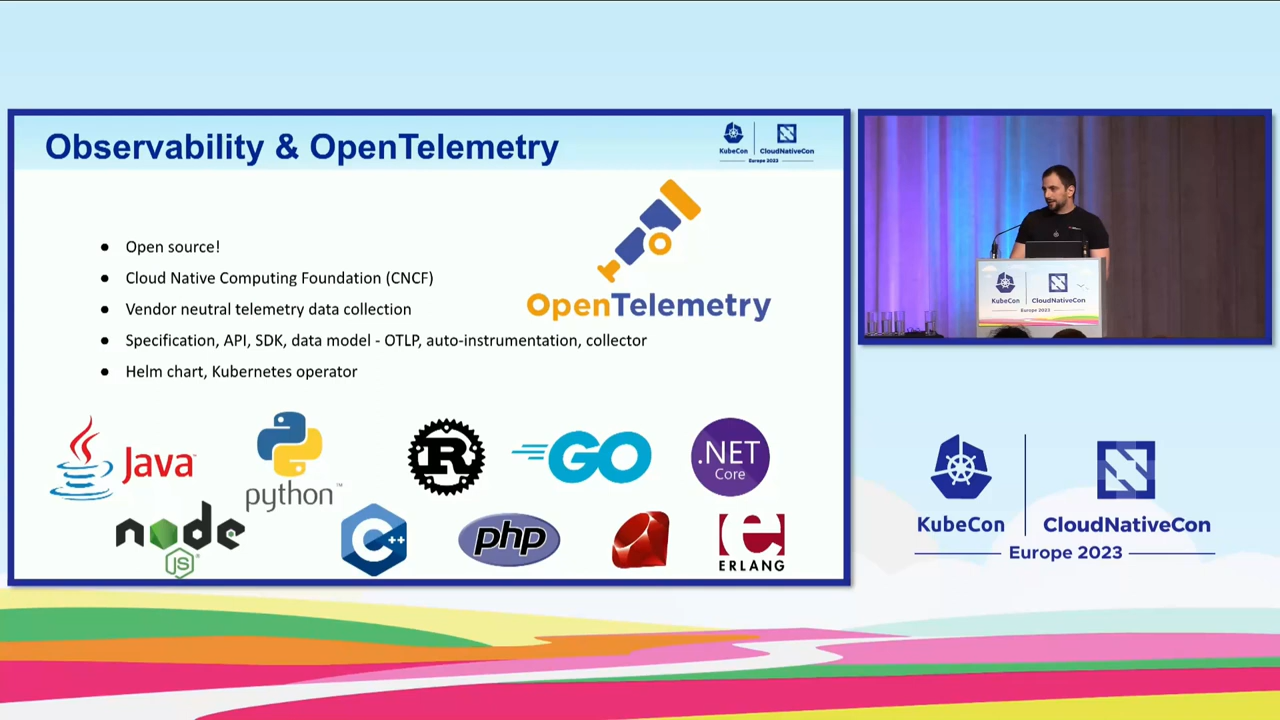 Observability & OpenTelemetry
KubeCon
CloudNativeCon
Europe 2023
● Open source!
● Cloud Native Computing Foundation (CNCF)
● Vendor neutral telemetry data collection
● Specification, API, SDK, data model - OTLP, auto-instrumentation, collector
● Helm chart, Kubernetes operator
OpenTelemetry
Java
python™
R
GO
.NET
Core
node
JS
C++
php
e
ERLANG
KubeCon
CloudNativeCon
Europe 2023
KubeCon
CloudNativeCon
Europe 2023